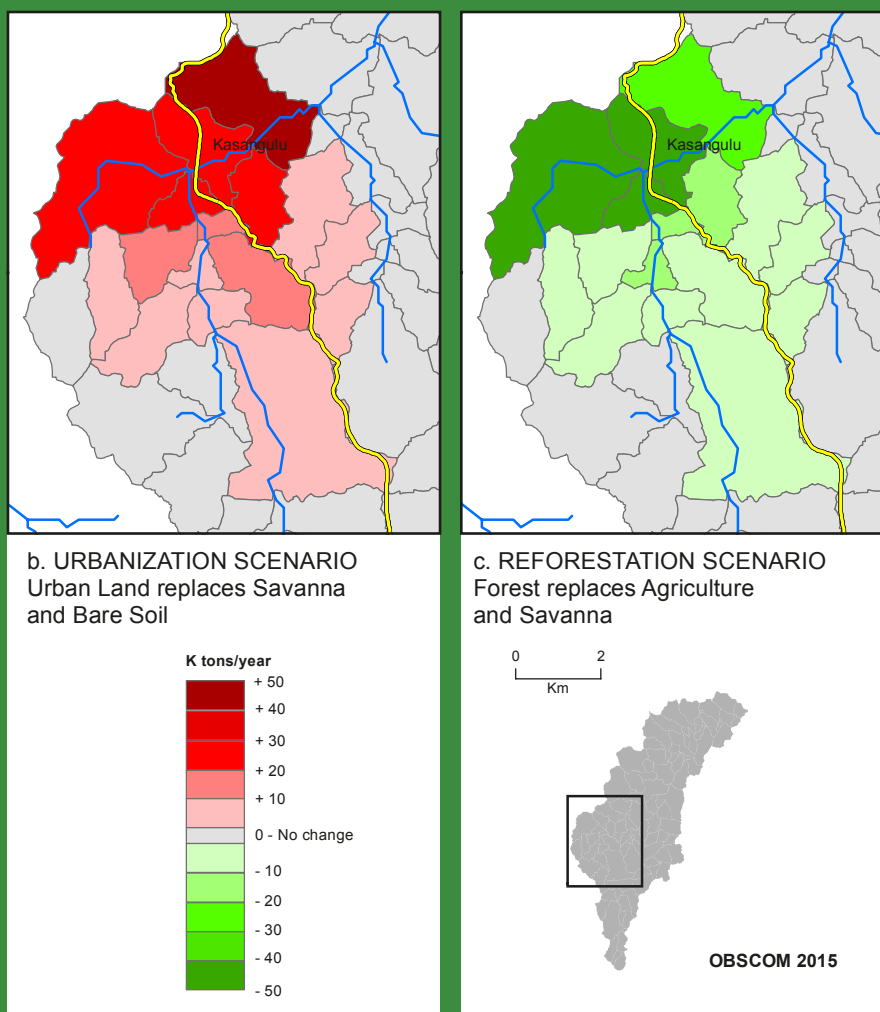 Kasangulu
Kasangulu
b. URBANIZATION SCENARIO
Urban Land replaces Savanna
and Bare Soil
c. REFORESTATION SCENARIO
Forest replaces Agriculture
and Savanna
K tons/year
+ 50
+ 40
+ 30
+ 20
+ 10
0 - No change
- 10
- 20
- 30
- 40
- 50
0 2
Km
OBSCOM 2015